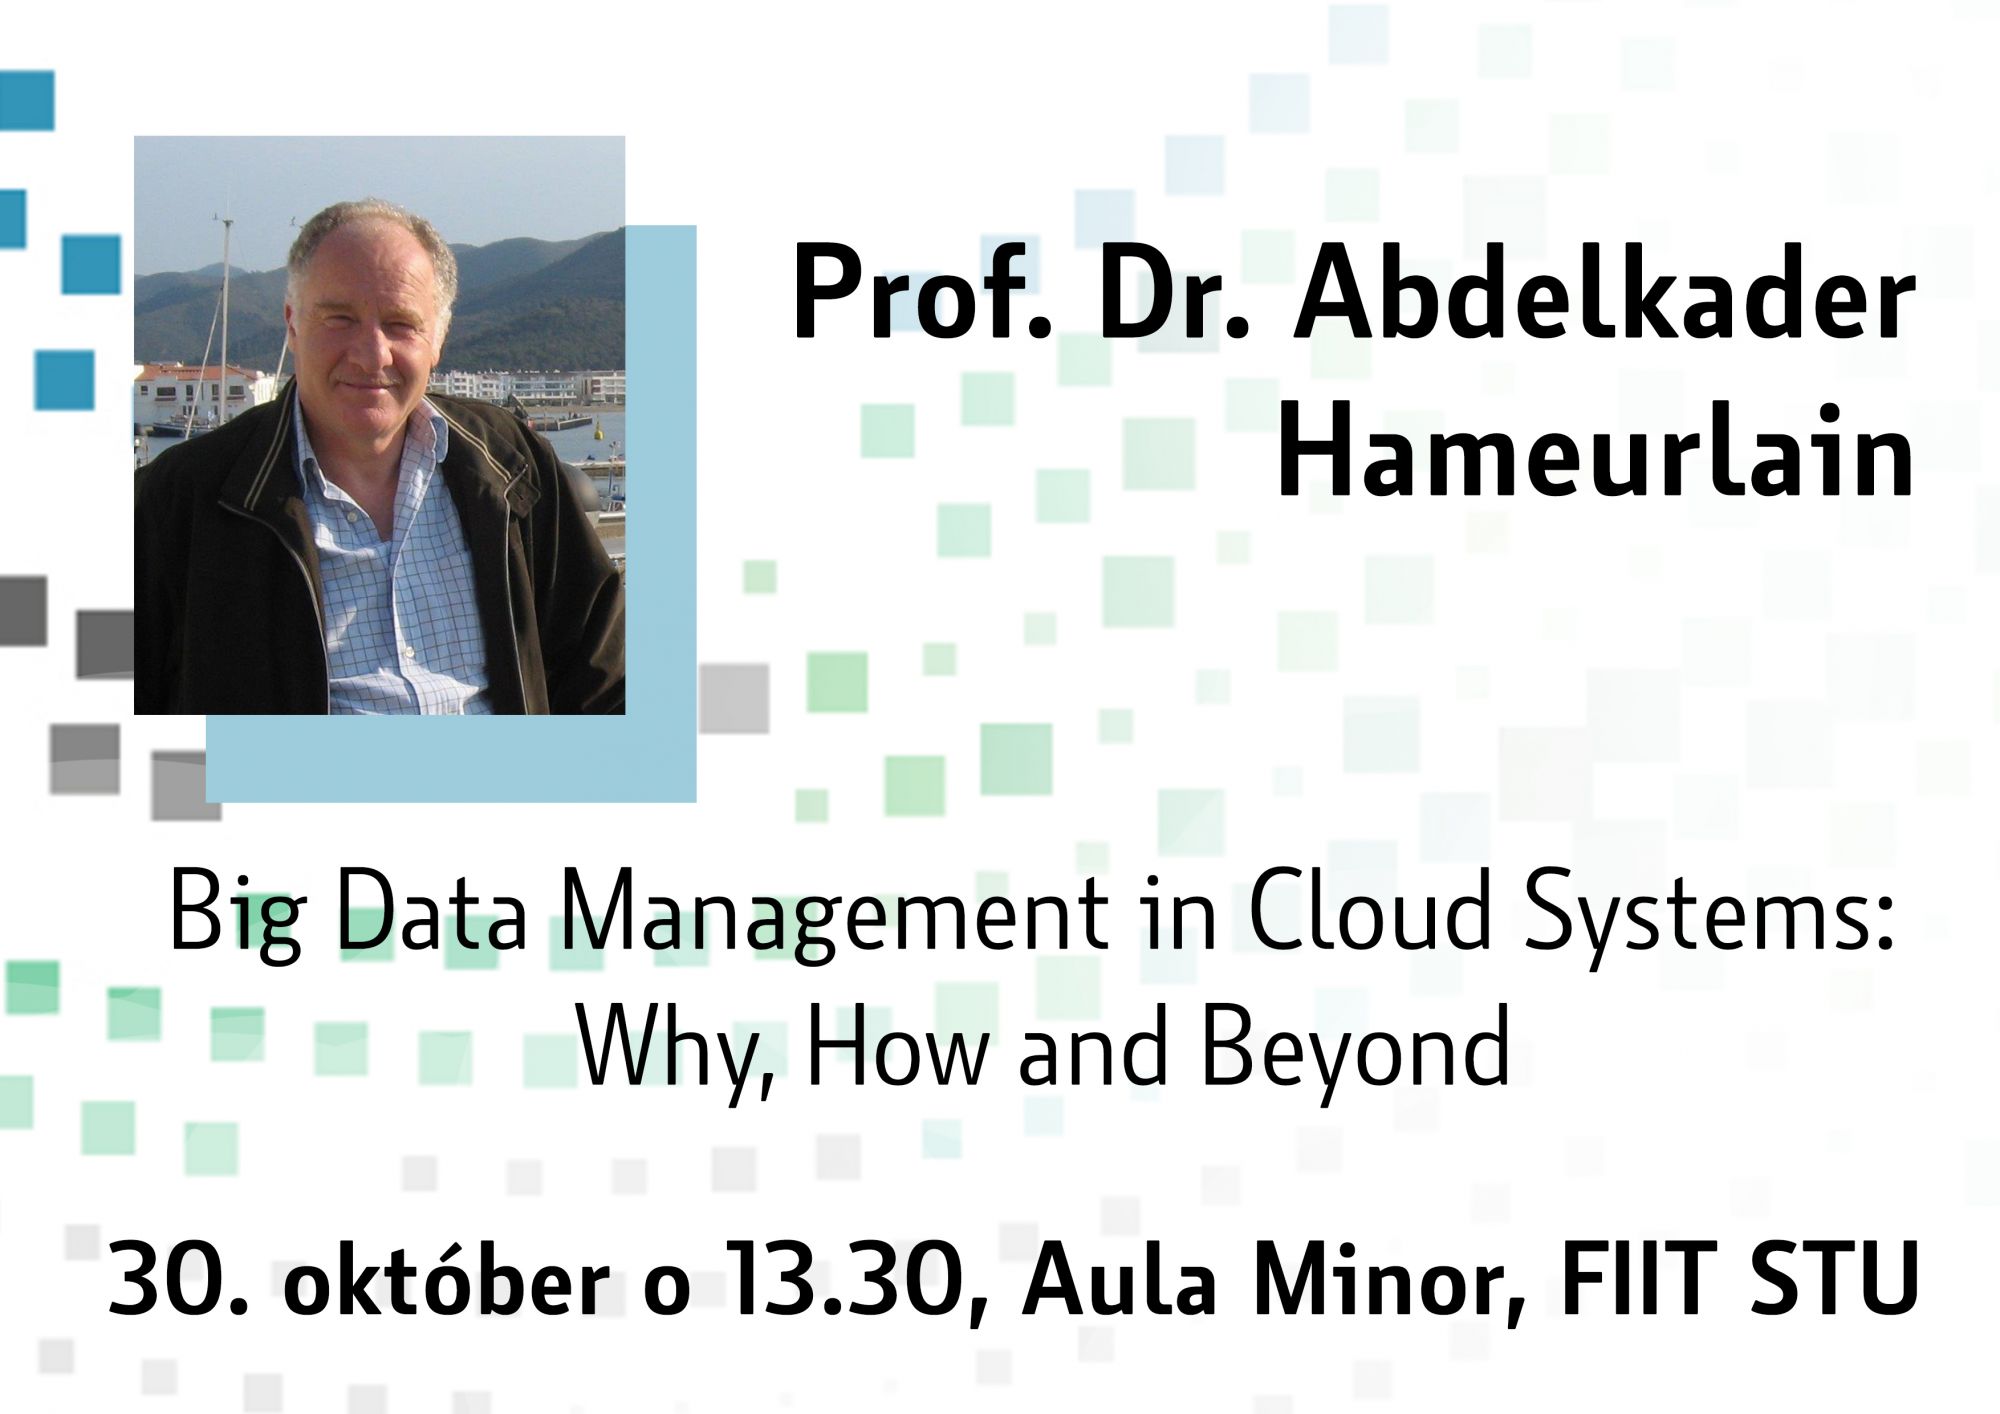 Prof. Dr. Abdelkader
Hameurlain
Big Data Management in Cloud Systems:
Why, How and Beyond
30. október o 13.30, Aula Minor, FIIT STU